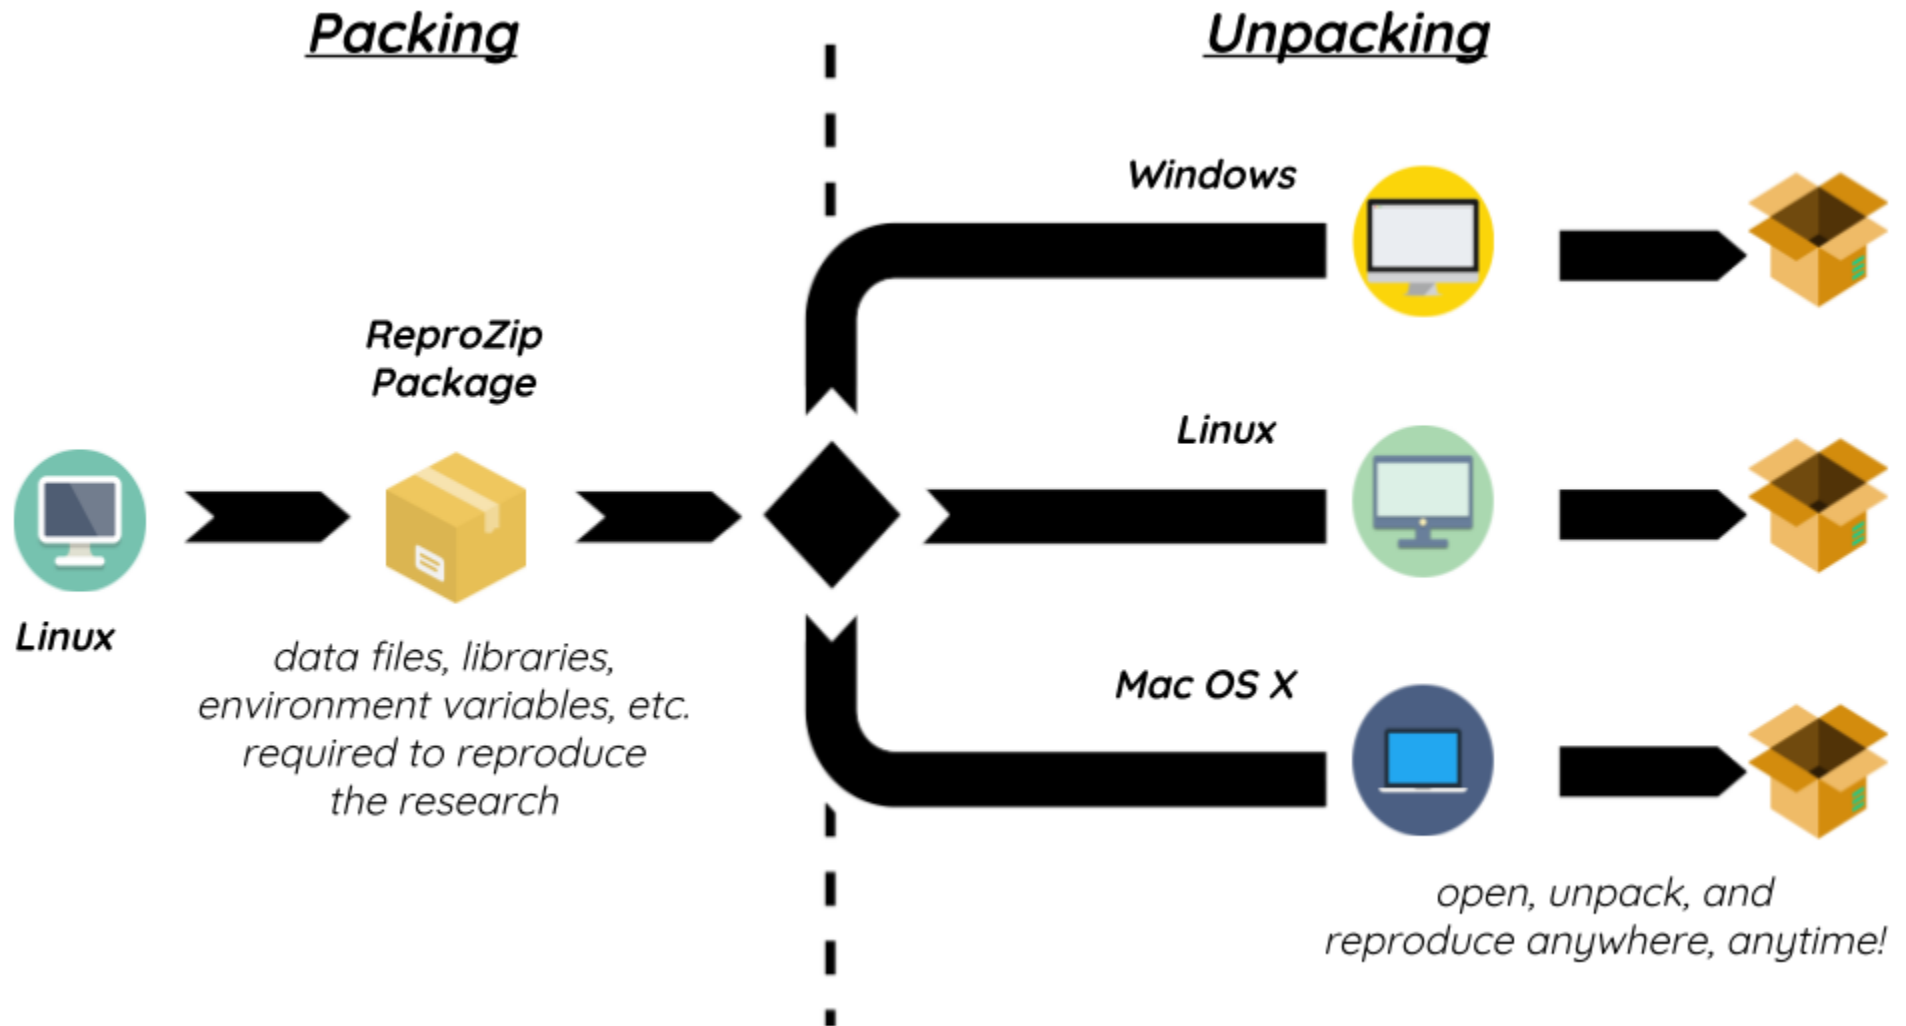 Packing
Unpacking
ReproZip
Package
Linux
data files, libraries,
environment variables, etc.
required to reproduce
the research
Windows
Linux
Mac OS X
open, unpack, and
reproduce anywhere, anytime!